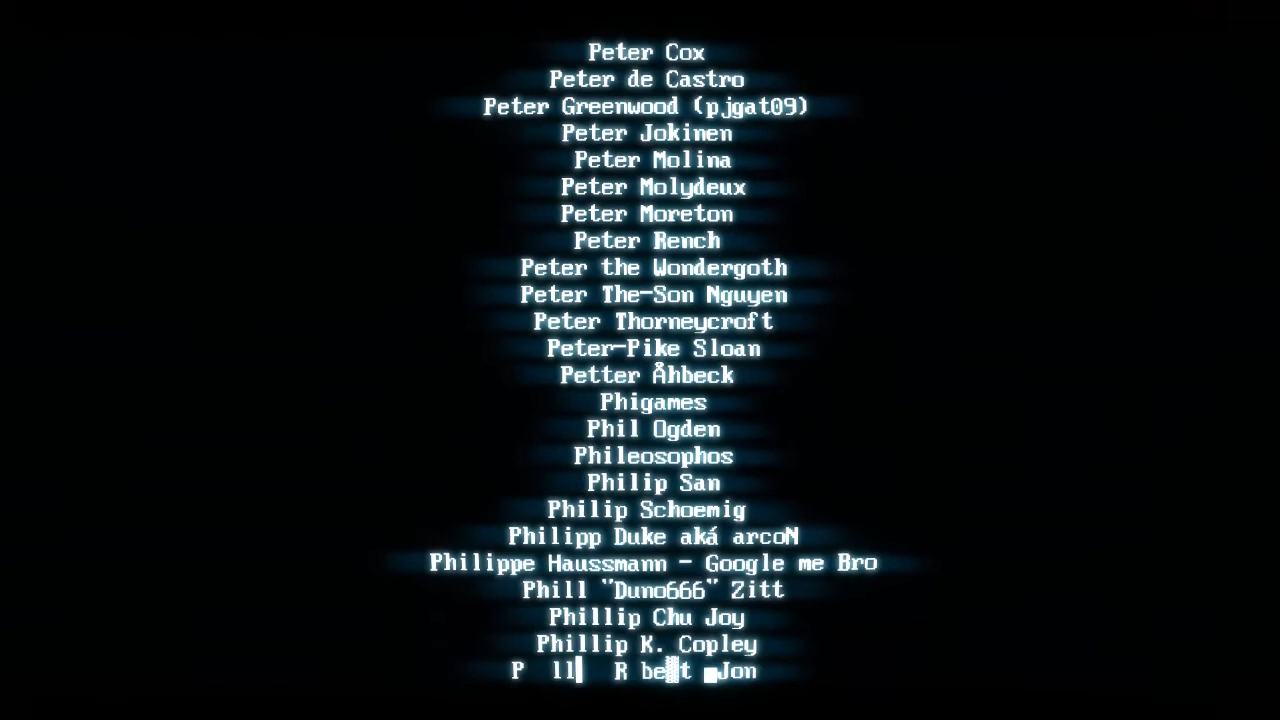 Peter Cox
Peter de Castro
Peter Greenwood (pjgat09)
Peter Jokinen
Peter Molina
Peter Molydeux
Peter Moreton
Peter Rench
Peter the Wondergoth
Peter The-Son Nguyen
Peter Thorneycroft
Peter-Pike Sloan
Petter Åhbeck
Phigames
Phil Ogden
Phileosophos
Philip San
Philip Schoemig
Philipp Duke aká arcoN
Philippe Haussmann - Google me Bro
Phill "Duno666" Zitt
Phillip Chu Joy
Phillip K. Copley